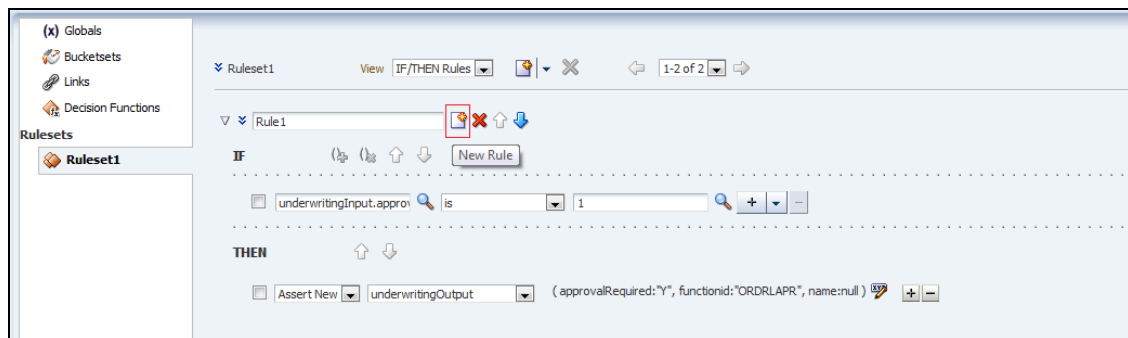 (x) Globals
Bucketsets
Links
Decision Functions
Rulesets
Ruleset1
Ruleset1 View IF/THEN Rules 1-2 of 2
Rule1
New Rule
IF
underwritingInput.approv is 1
THEN
Assert New underwritingOutput ( approvalRequired:"Y", functionid:"ORDRLAPR", name:null )